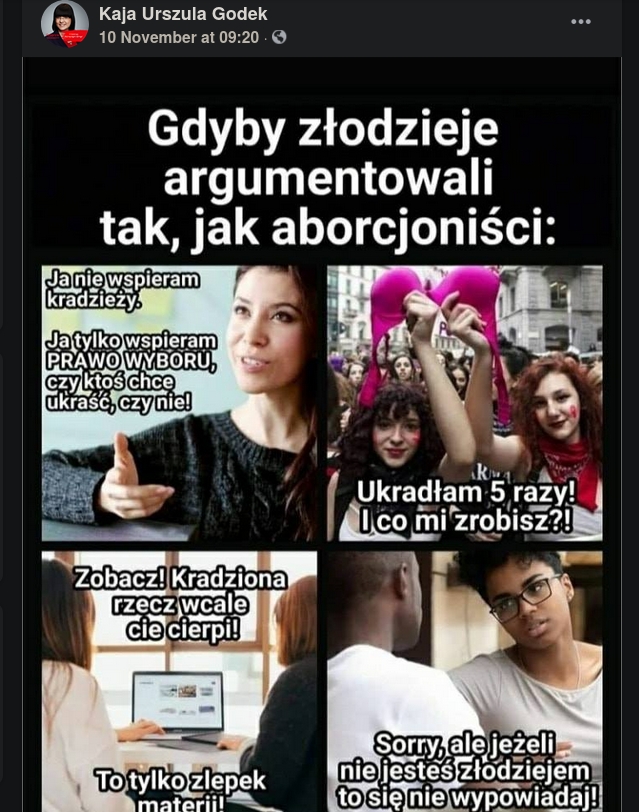 Kaja Urszula Godek
10 November at 09:20 ·
Gdyby złodzieje
argumentowali
tak, jak aborcjoniści:
Ja nie wspieram
kradzieży.
Ja tylko wspieram
PRAWO WYBORU,
czy ktoś chce
ukraść, czy nie!
Ukradłam 5 razy!
I co mi zrobisz?!
Zobacz! Kradziona
rzecz wcale
cie cierpi!
To tylko zlepek
materii!
Sorry, ale jeżeli
nie jesteś złodziejem
to się nie wypowiadaj!